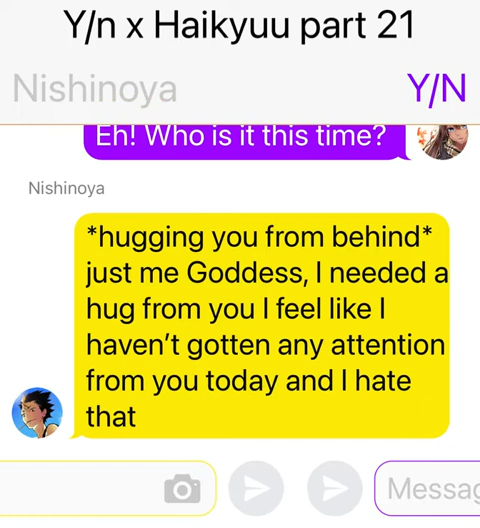 Y/n x Haikyuu part 21
Nishinoya
Y/N
Eh! Who is it this time?
Nishinoya
*hugging you from behind*
just me Goddess, I needed a
hug from you I feel like I
haven't gotten any attention
from you today and I hate
that
Messag